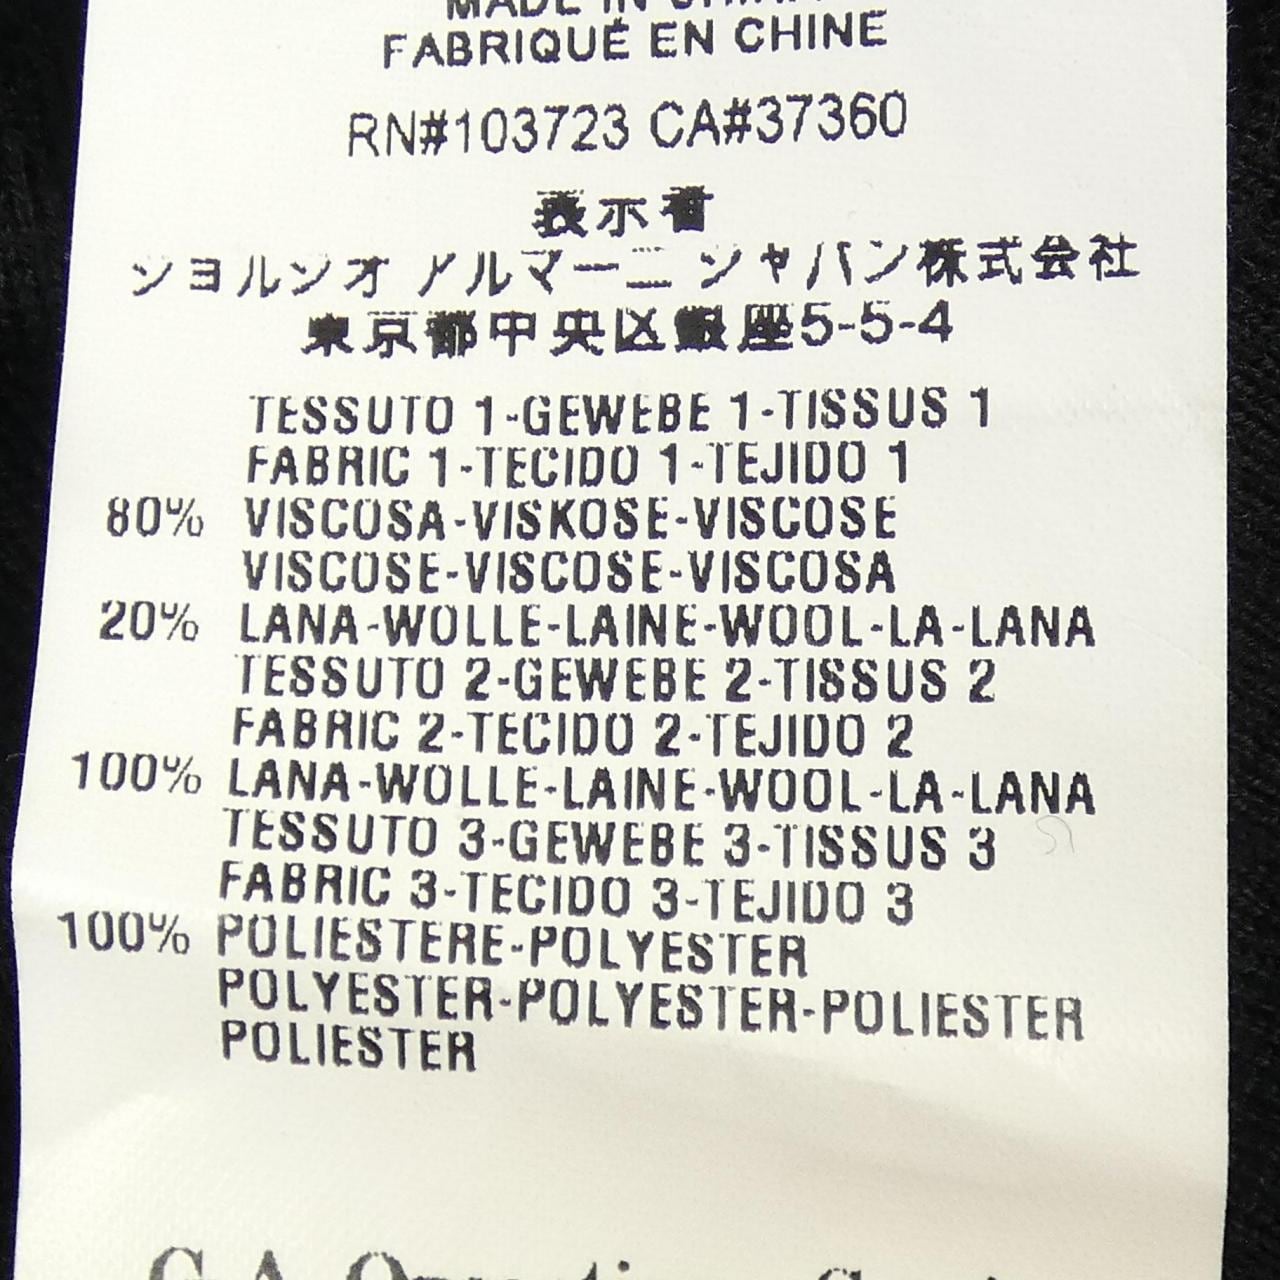 MADE IN CHINA
FABRIQUÉ EN CHINE
RN#103723 CA#37360
表示者
ジョルジオ アルマーニ ジャパン株式会社
東京都中央区銀座5-5-4
TESSUTO 1-GEWEBE 1-TISSUS 1
FABRIC 1-TECIDO 1-TEJIDO 1
80% VISCOSA-VISKOSE-VISCOSE
VISCOSE-VISCOSE-VISCOSA
20% LANA-WOLLE-LAINE-WOOL-LA-LANA
TESSUTO 2-GEWEBE 2-TISSUS 2
FABRIC 2-TECIDO 2-TEJIDO 2
100% LANA-WOLLE-LAINE-WOOL-LA-LANA
TESSUTO 3-GEWEBE 3-TISSUS 3
FABRIC 3-TECIDO 3-TEJIDO 3
100% POLIESTERE-POLYESTER
POLYESTER-POLYESTER-POLIESTER
POLIESTER
G.A.